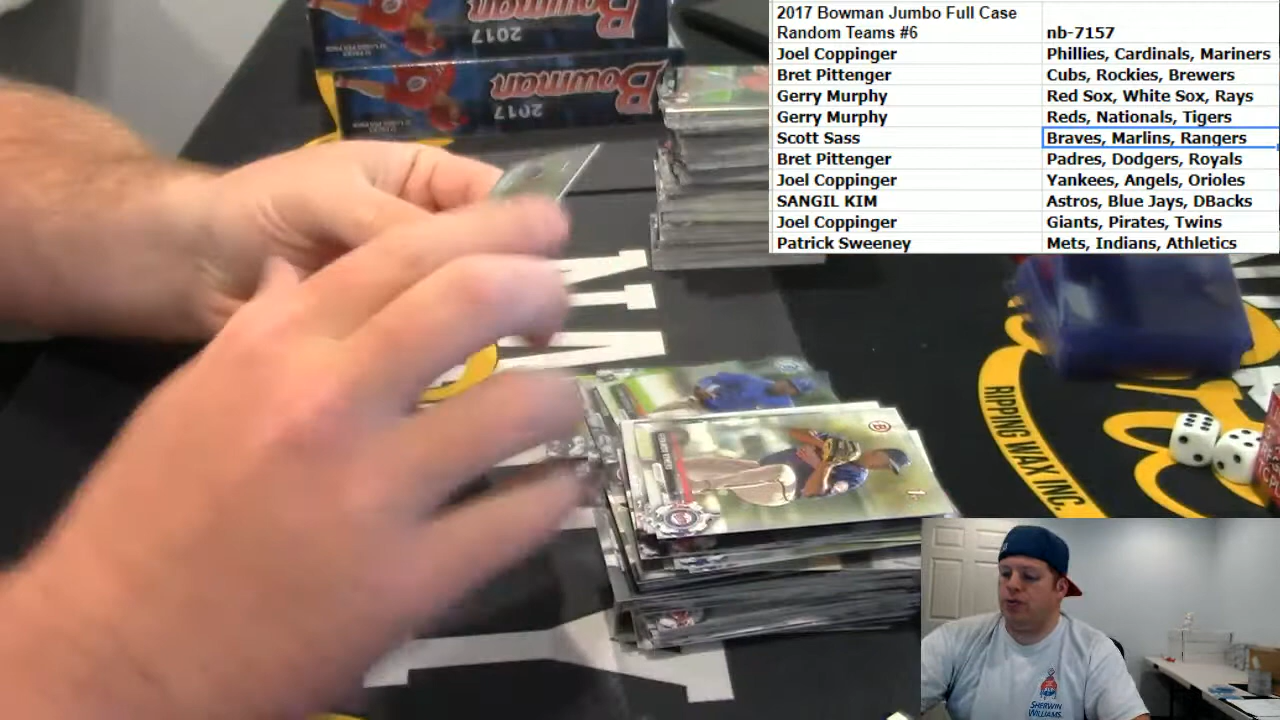 2017 Bowman Jumbo Full Case
Random Teams #6 nb-7157
Joel Coppinger Phillies, Cardinals, Mariners
Bret Pittenger Cubs, Rockies, Brewers
Gerry Murphy Red Sox, White Sox, Rays
Gerry Murphy Reds, Nationals, Tigers
Scott Sass Braves, Marlins, Rangers
Bret Pittenger Padres, Dodgers, Royals
Joel Coppinger Yankees, Angels, Orioles
SANGIL KIM Astros, Blue Jays, DBacks
Joel Coppinger Giants, Pirates, Twins
Patrick Sweeney Mets, Indians, Athletics
Bowman
2017
Bowman
2017
RIPPING WAX INC.
SHERWIN
WILLIAMS.